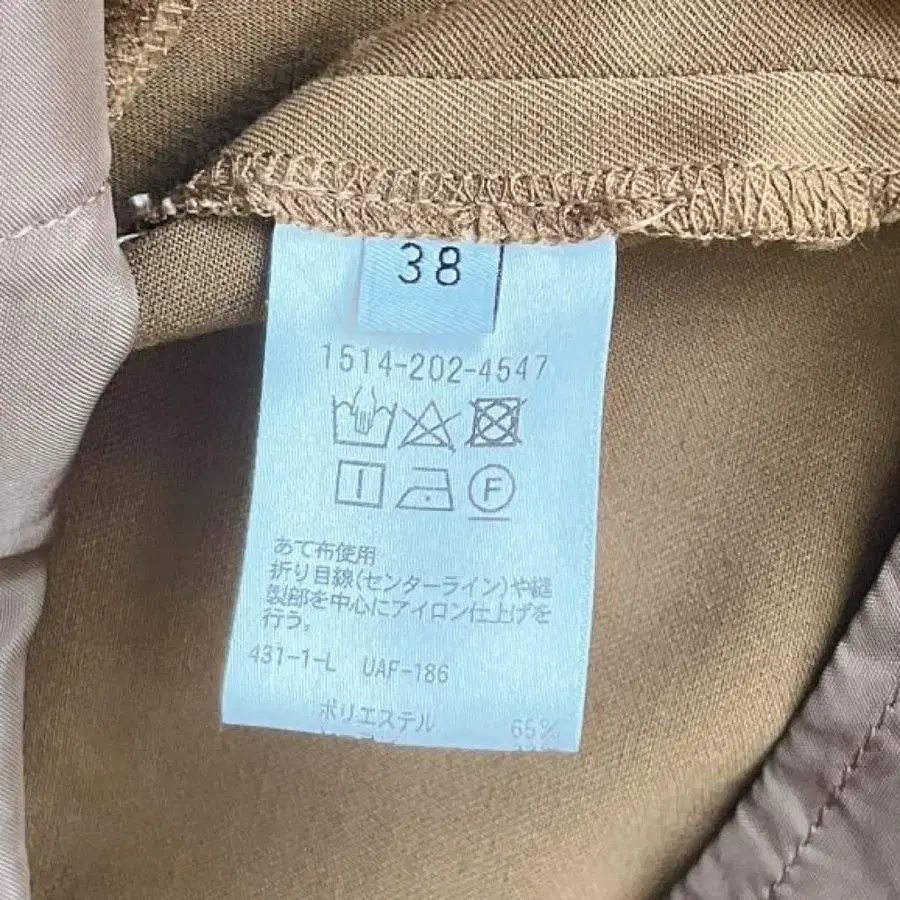 38
1514-202-4547
F
あて布使用
折り目線(センターライン)や縫
製部を中心にアイロン仕上げを
行う。
431-1-L UAF-186
ポリエステル 65%